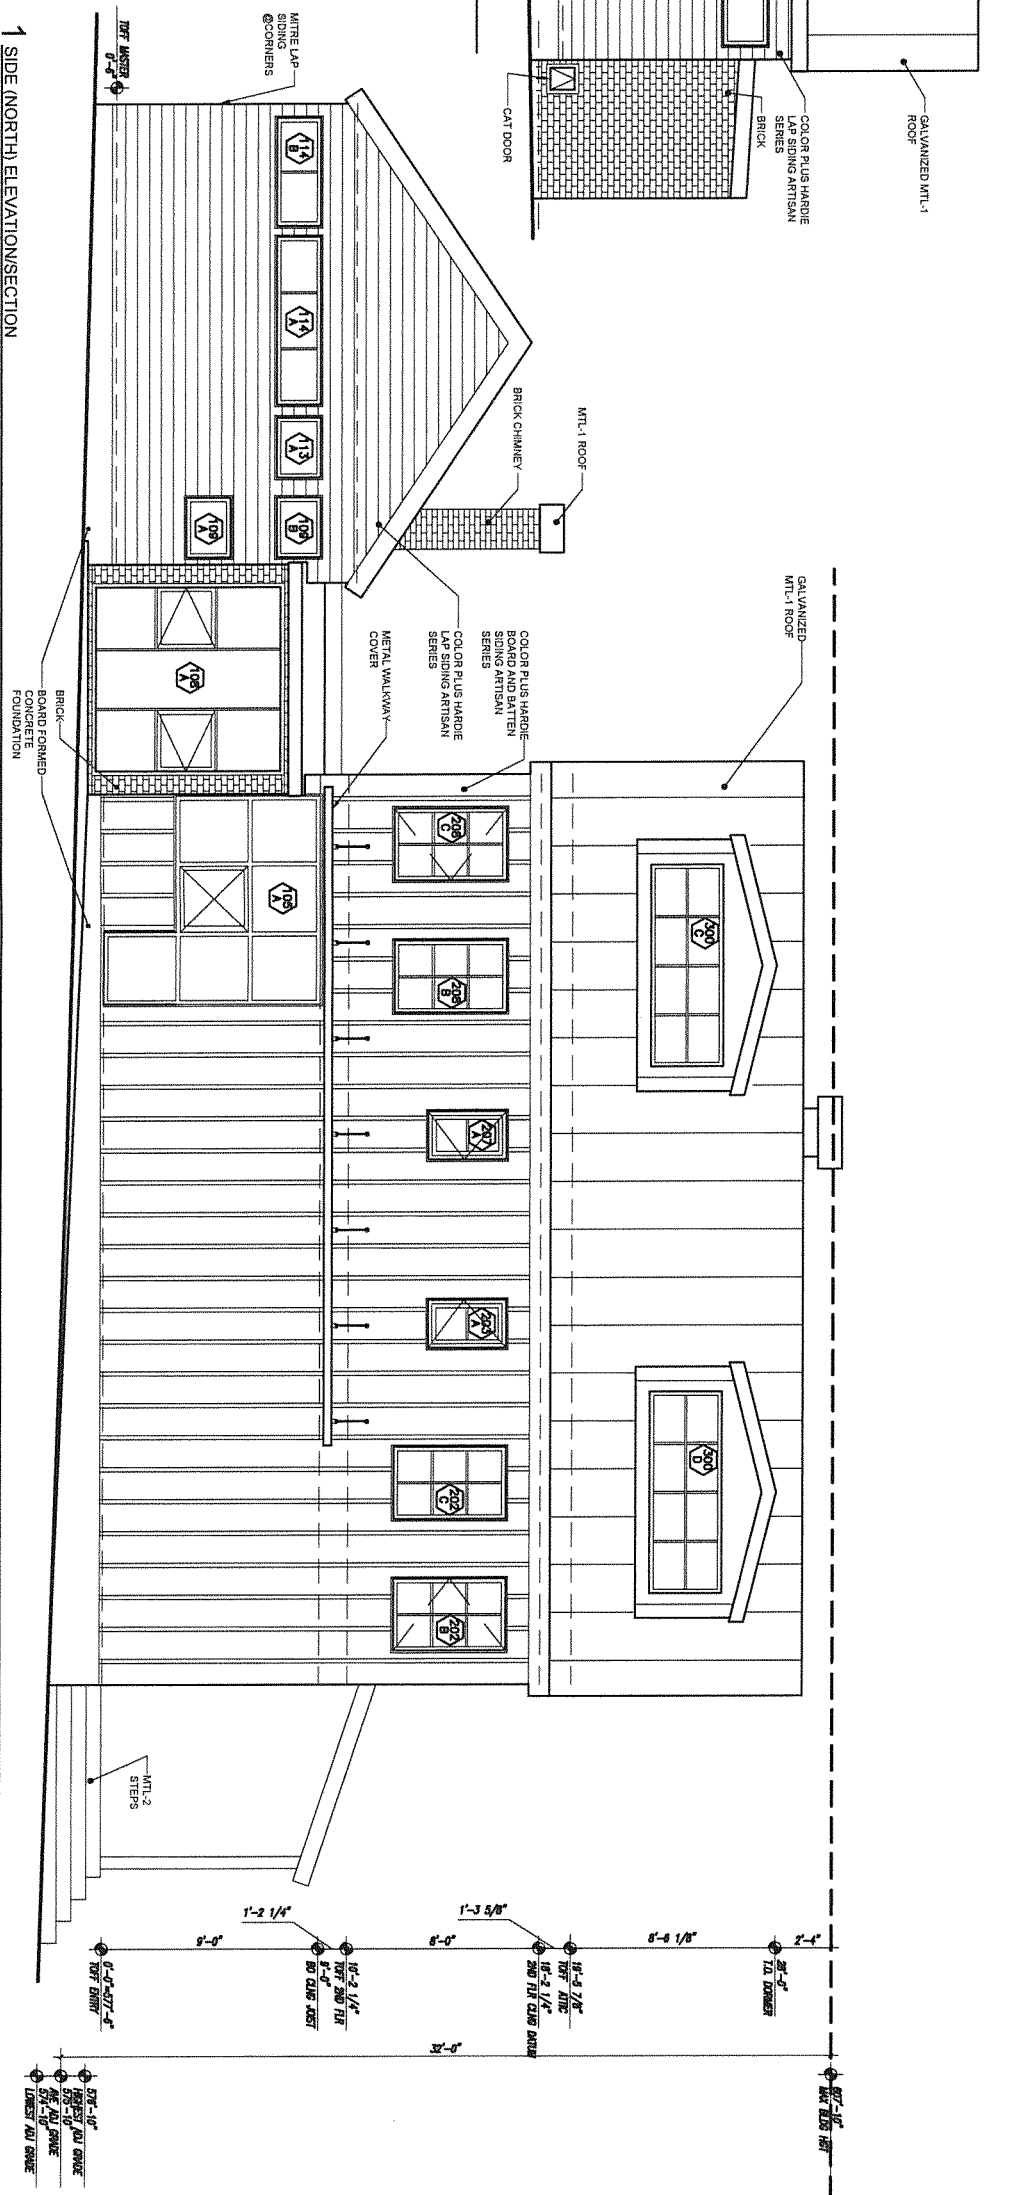 GALVANIZED MTL-1
ROOF
COLOR PLUS HARDIE
LAP SIDING ARTISAN
SERIES
BRICK
CAT DOOR
MTL-1 ROOF
BRICK CHIMNEY
MITRE LAP
SIDING
@CORNERS
TOFF MASTER
0'-6"
GALVANIZED
MTL-1 ROOF
COLOR PLUS HARDIE
BOARD AND BATTEN
SIDING ARTISAN
SERIES
COLOR PLUS HARDIE
LAP SIDING ARTISAN
SERIES
METAL WALKWAY
COVER
BRICK
BOARD FORMED
CONCRETE
FOUNDATION
MTL-2
STEPS
114
B
114
A
113
A
109
B
109
A
106
A
105
A
300
C
300
D
206
C
206
B
207
A
203
A
202
C
202
B
2'-4"
8'-6 1/8"
1'-3 5/8"
8'-0"
1'-2 1/4"
9'-0"
32'-0"
607'-10"
MAX BLDG HGT
28'-0"
T.O. DORMER
19'-5 7/8"
TOFF ATTIC
18'-2 1/4"
2ND FLR CLNG DATUM
10'-2 1/4"
TOFF 2ND FLR
9'-0"
BO CLNG JOIST
0'-0"=577'-6"
TOFF ENTRY
576'-10"
HIGHEST ADJ GRADE
575'-10"
AVE ADJ GRADE
574'-10"
LOWEST ADJ GRADE
1 SIDE (NORTH) ELEVATION/SECTION